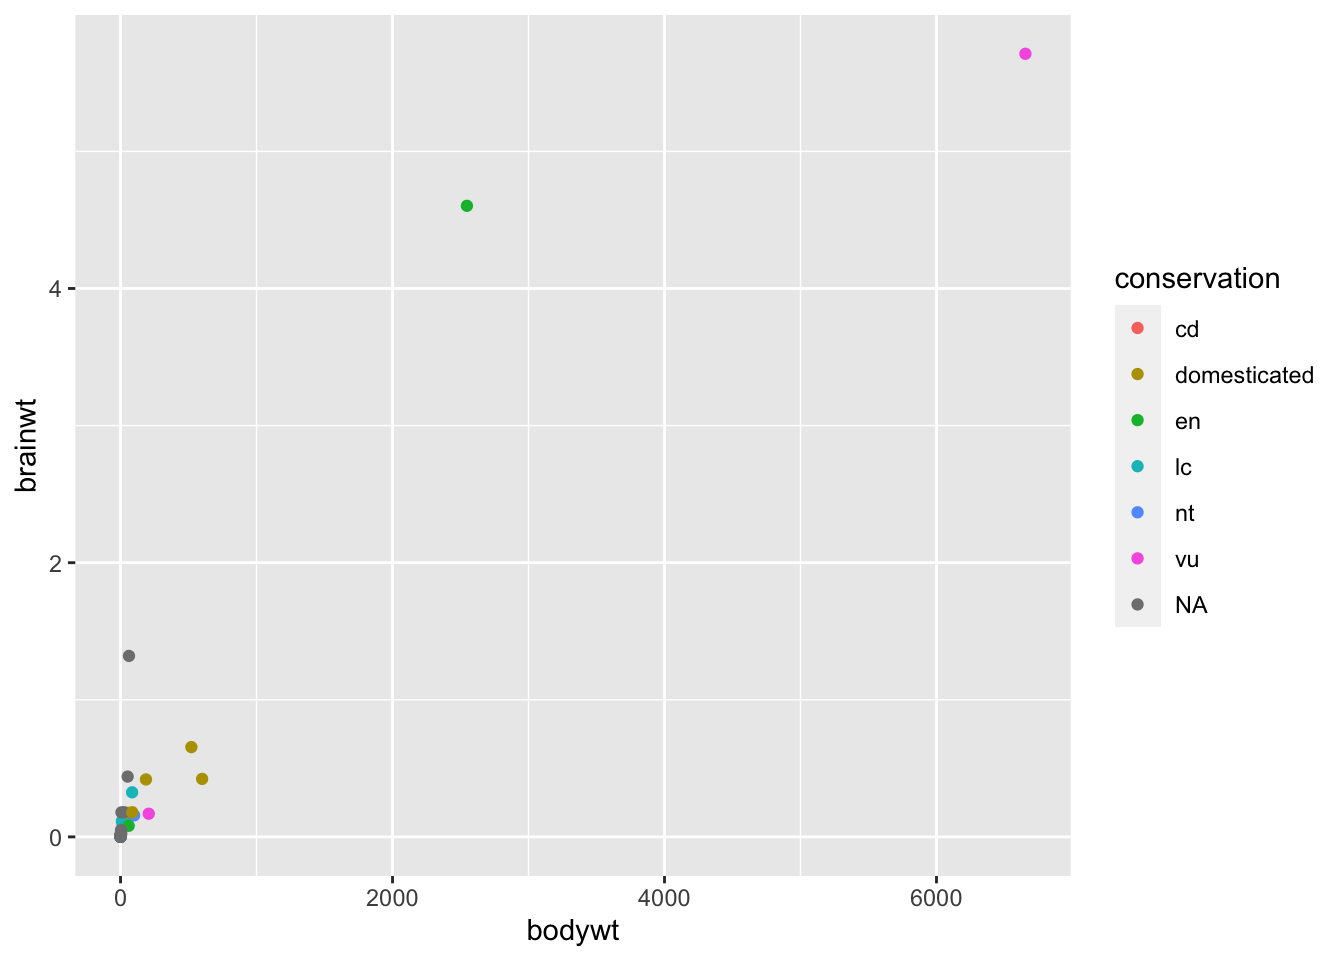 4
2
0
brainwt
0 2000 4000 6000
bodywt
conservation
cd
domesticated
en
lc
nt
vu
NA